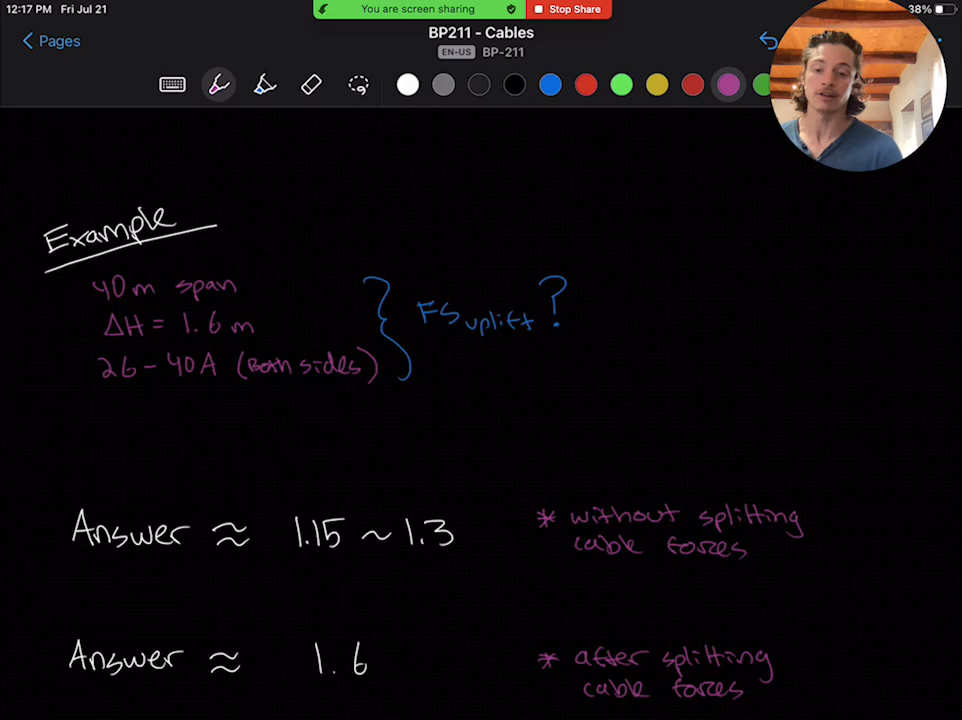 12:17 PM Fri Jul 21
You are screen sharing
Stop Share
38%
Pages
BP211 - Cables
EN-US BP-211
Example
40m span
ΔH = 1.6 m
26-40A (Both sides)
FS uplift ?
Answer ≈ 1.15 ~ 1.3
* without splitting
cable forces
Answer ≈ 1.6
* after splitting
cable forces